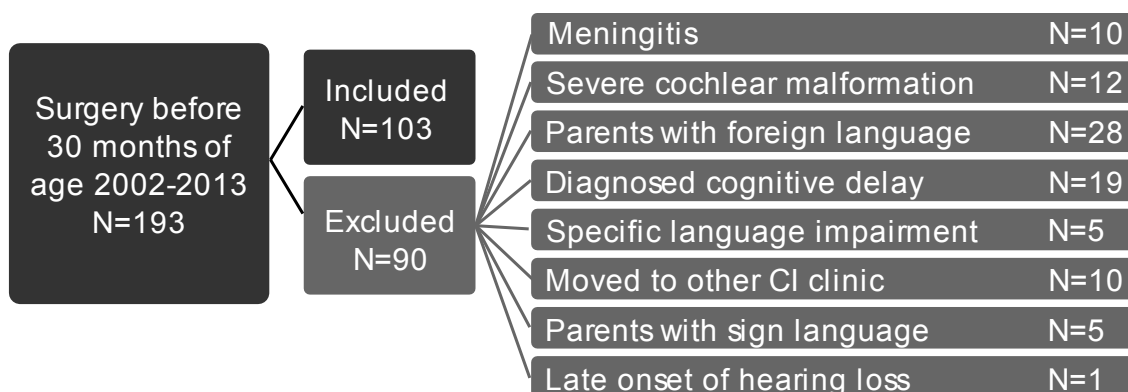 Surgery before
30 months of
age 2002-2013
N=193
Included
N=103
Excluded
N=90
Meningitis N=10
Severe cochlear malformation N=12
Parents with foreign language N=28
Diagnosed cognitive delay N=19
Specific language impairment N=5
Moved to other CI clinic N=10
Parents with sign language N=5
Late onset of hearing loss N=1